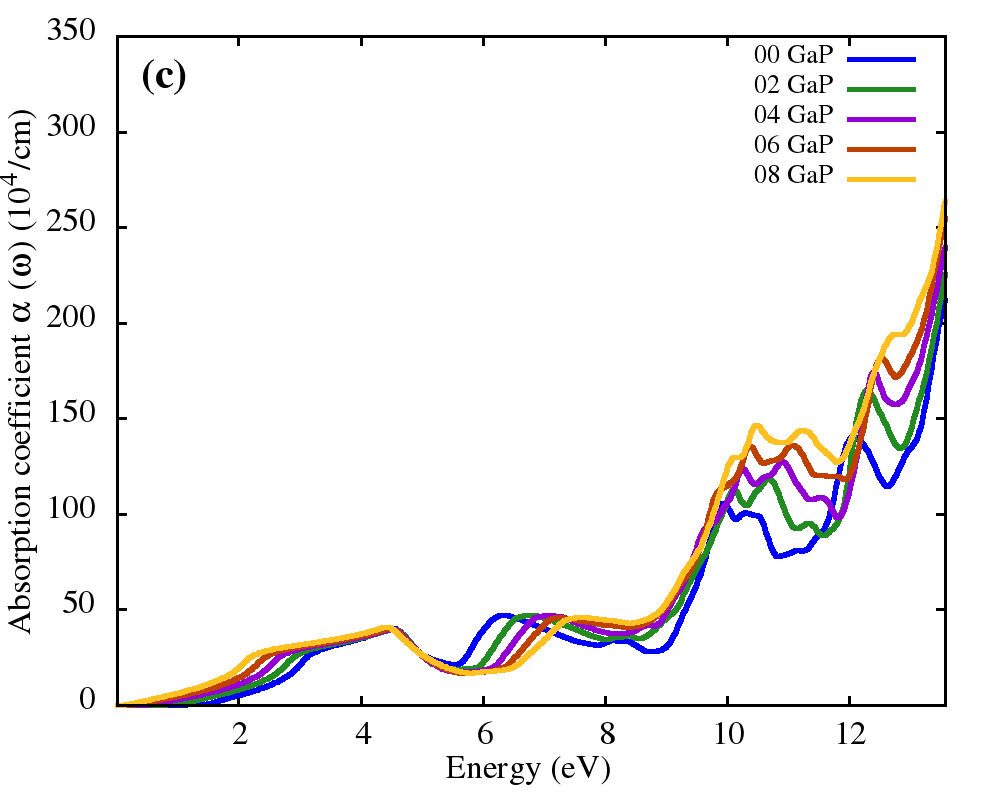 (c)
00 GaP
02 GaP
04 GaP
06 GaP
08 GaP
Absorption coefficient α (ω) (10⁴/cm)
350
300
250
200
150
100
50
0
2 4 6 8 10 12
Energy (eV)